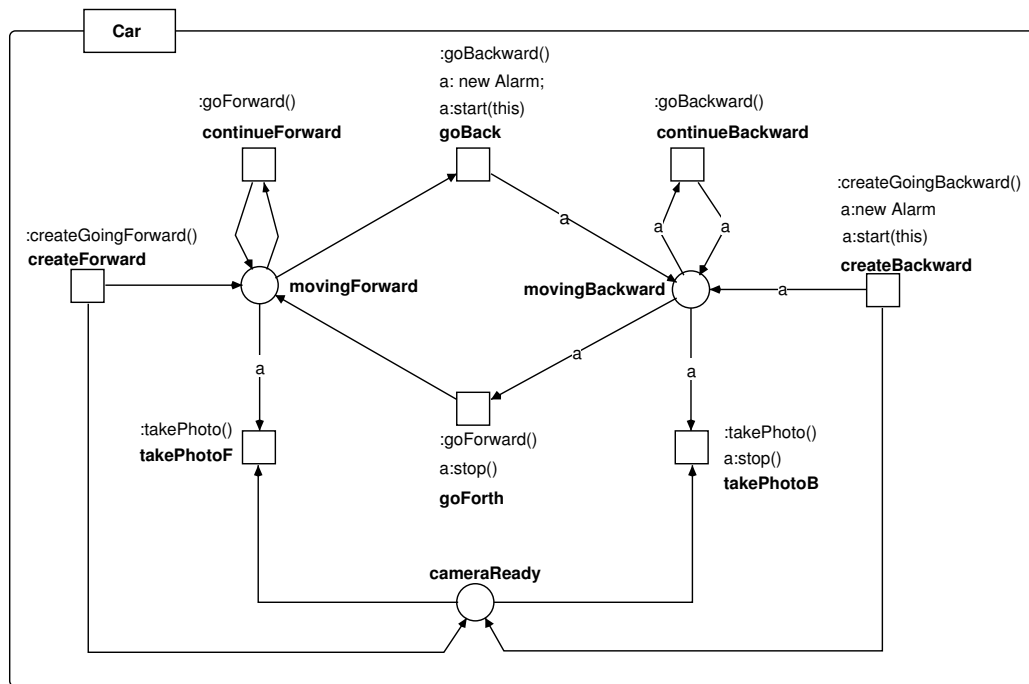 Car
:goBackward()
a: new Alarm;
a:start(this)
goBack
:goForward()
continueForward
:goBackward()
continueBackward
:createGoingBackward()
a:new Alarm
a:start(this)
createBackward
:createGoingForward()
createForward
a
a
a
movingForward
movingBackward
a
a
a
a
:takePhoto()
takePhotoF
:goForward()
a:stop()
goForth
:takePhoto()
a:stop()
takePhotoB
cameraReady